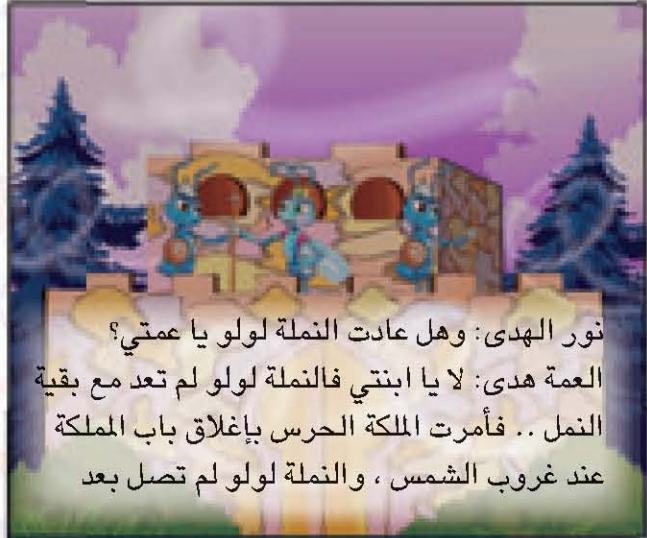 نور الهدى: وهل عادت النملة لولو يا عمتي؟
العمة هدى: لا يا ابنتي فالنملة لولو لم تعد مع بقية
النمل .. فأمرت الملكة الحرس بإغلاق باب المملكة
عند غروب الشمس ، والنملة لولو لم تصل بعد